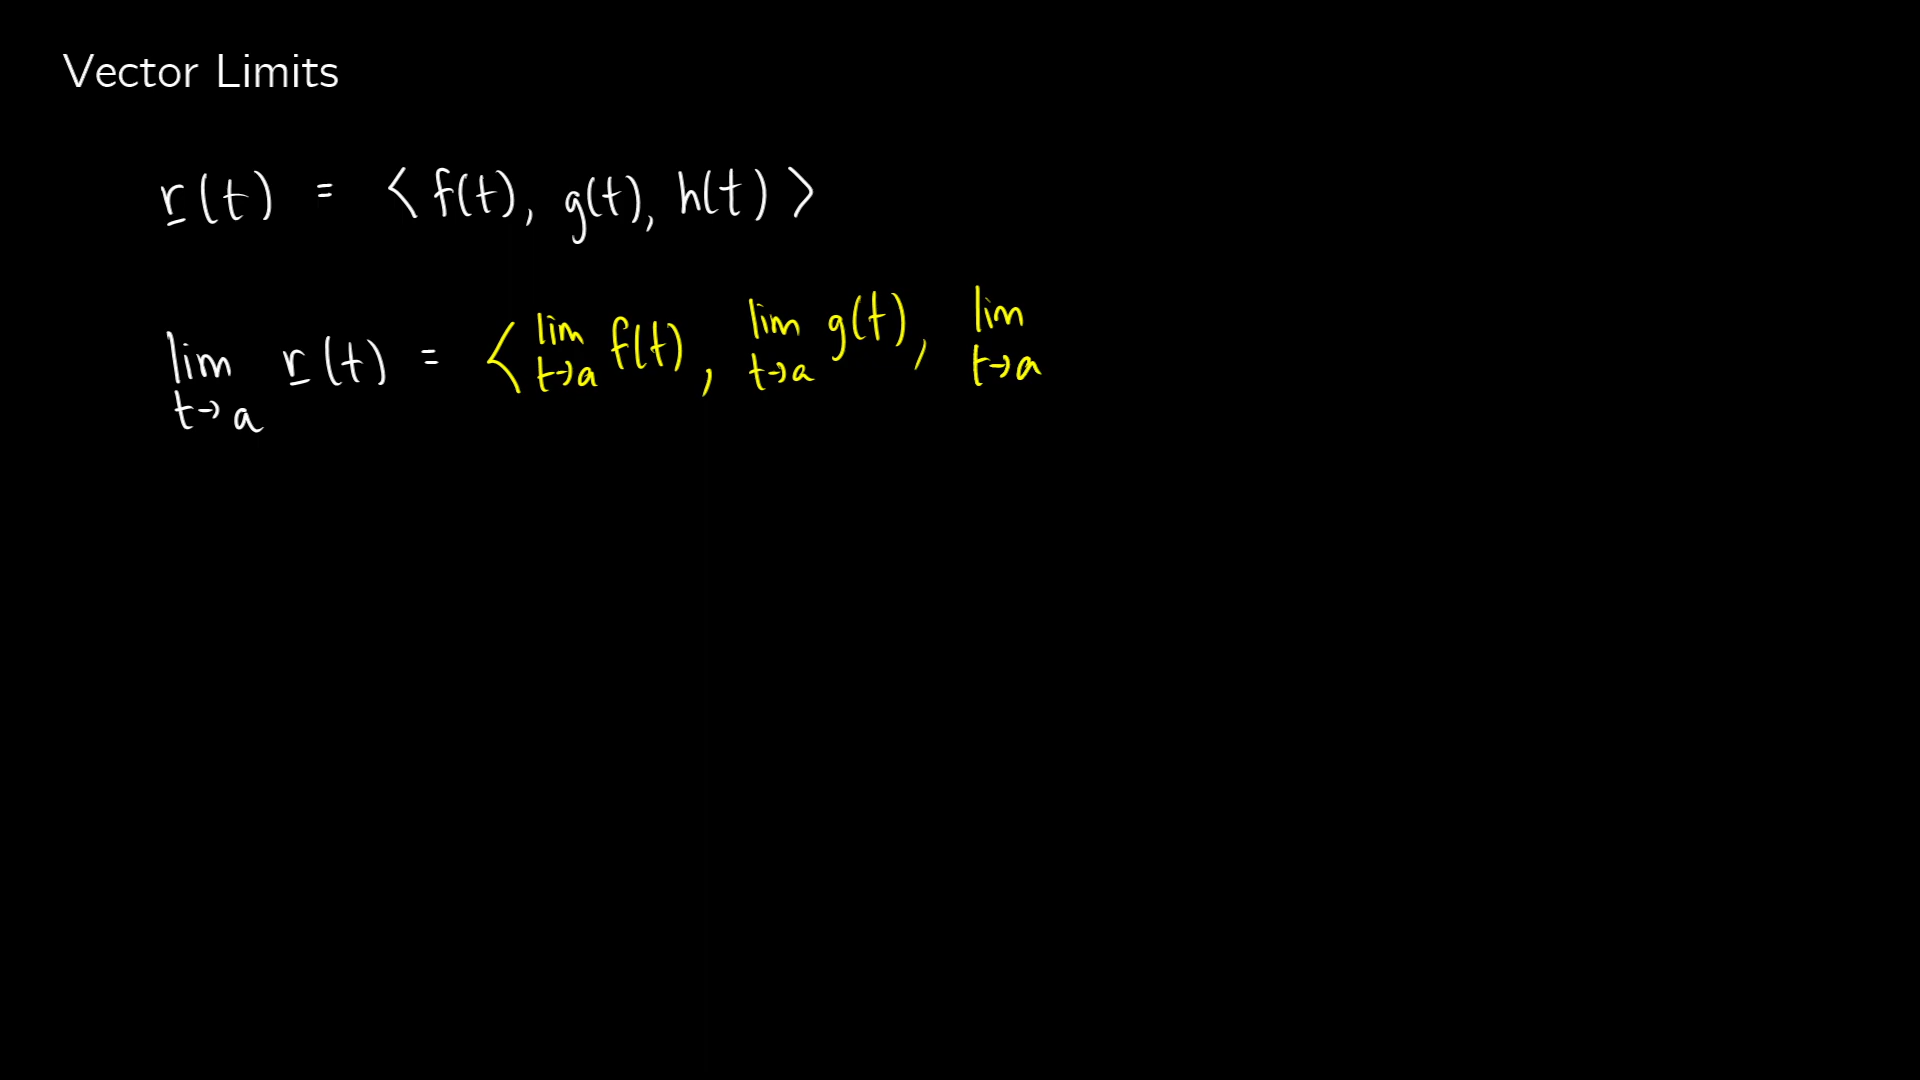 Vector Limits
r(t) = ⟨ f(t), g(t), h(t) ⟩
lim t→a r(t) = ⟨ lim t→a f(t), lim t→a g(t), lim t→a